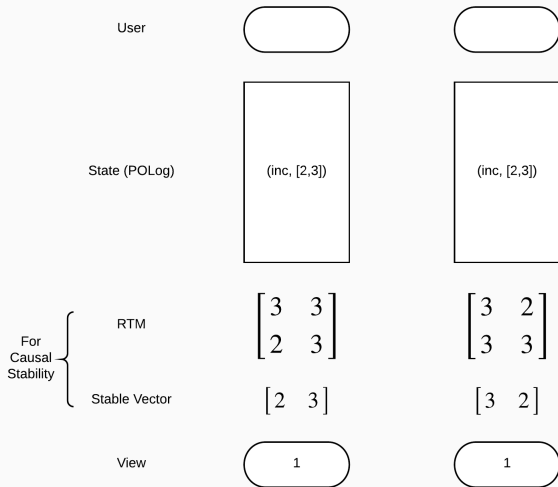 User
State (POLog)
(inc, [2,3])
(inc, [2,3])
For
Causal
Stability
RTM
3 3
2 3
3 2
3 3
Stable Vector
[2 3]
[3 2]
View
1
1